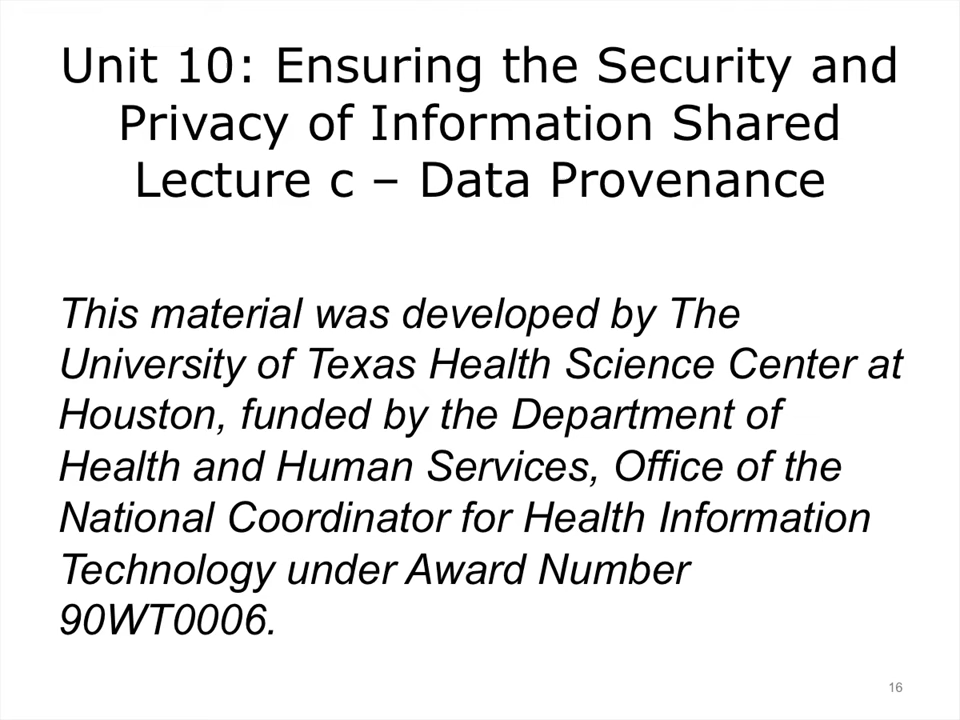 Unit 10: Ensuring the Security and
Privacy of Information Shared
Lecture c – Data Provenance
This material was developed by The
University of Texas Health Science Center at
Houston, funded by the Department of
Health and Human Services, Office of the
National Coordinator for Health Information
Technology under Award Number
90WT0006.
16